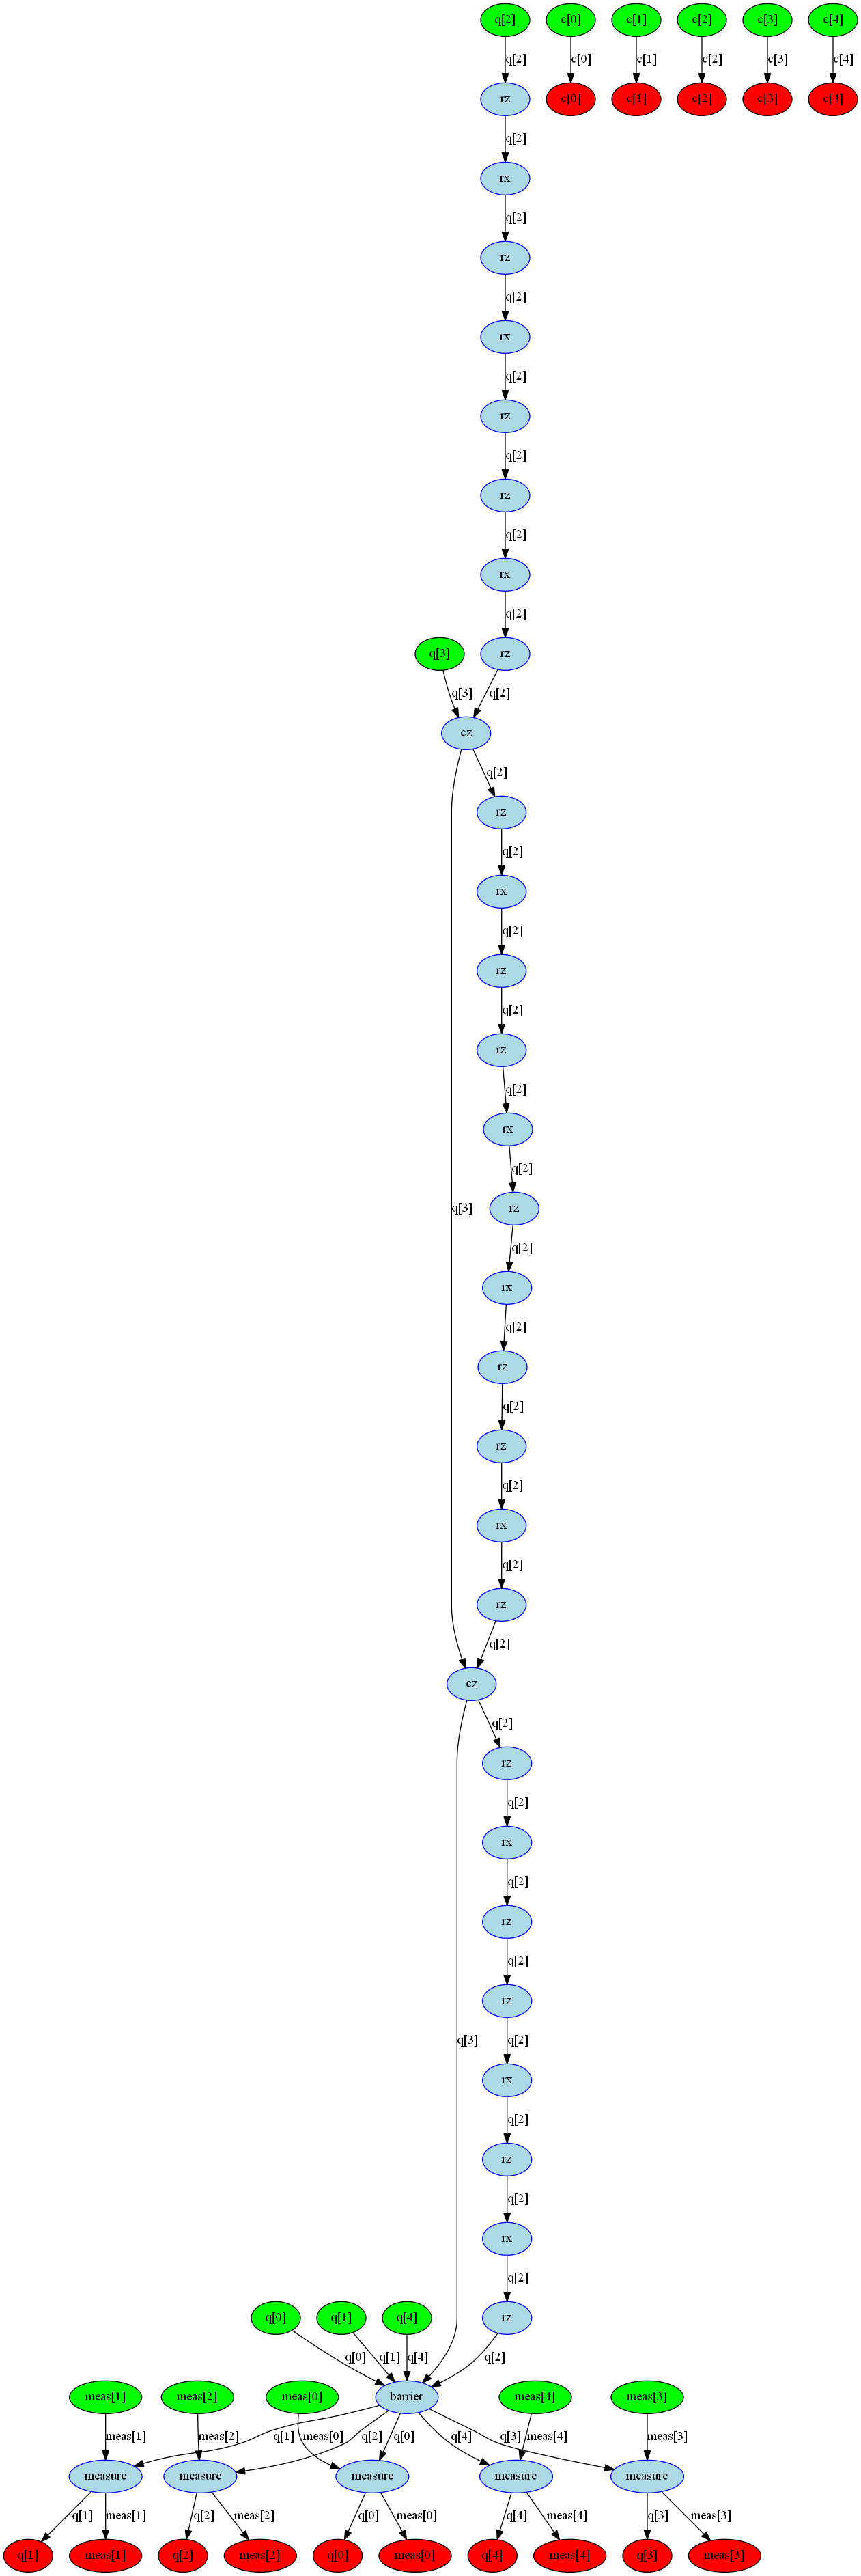 q[2] c[0] c[1] c[2] c[3] c[4]
q[2] c[0] c[1] c[2] c[3] c[4]
rz c[0] c[1] c[2] c[3] c[4]
q[2]
rx
q[2]
rz
q[2]
rx
q[2]
rz
q[2]
rz
q[2]
rx
q[2]
q[3] rz
q[3] q[2]
cz
q[2]
rz
q[2]
rx
q[2]
rz
q[2]
rz
q[2]
rx
q[2]
q[3] rz
q[2]
rx
q[2]
rz
q[2]
rz
q[2]
rx
q[2]
rz
q[2]
cz
q[2]
rz
q[2]
rx
q[2]
rz
q[2]
rz
q[3] q[2]
rx
q[2]
rz
q[2]
rx
q[2]
q[0] q[1] q[4] rz
q[0] q[1] q[4] q[2]
meas[1] meas[2] meas[0] barrier meas[4] meas[3]
meas[1] meas[2] q[1] meas[0] q[2] q[0] q[4] q[3] meas[4] meas[3]
measure measure measure measure measure
q[1] meas[1] q[2] meas[2] q[0] meas[0] q[4] meas[4] q[3] meas[3]
q[1] meas[1] q[2] meas[2] q[0] meas[0] q[4] meas[4] q[3] meas[3]